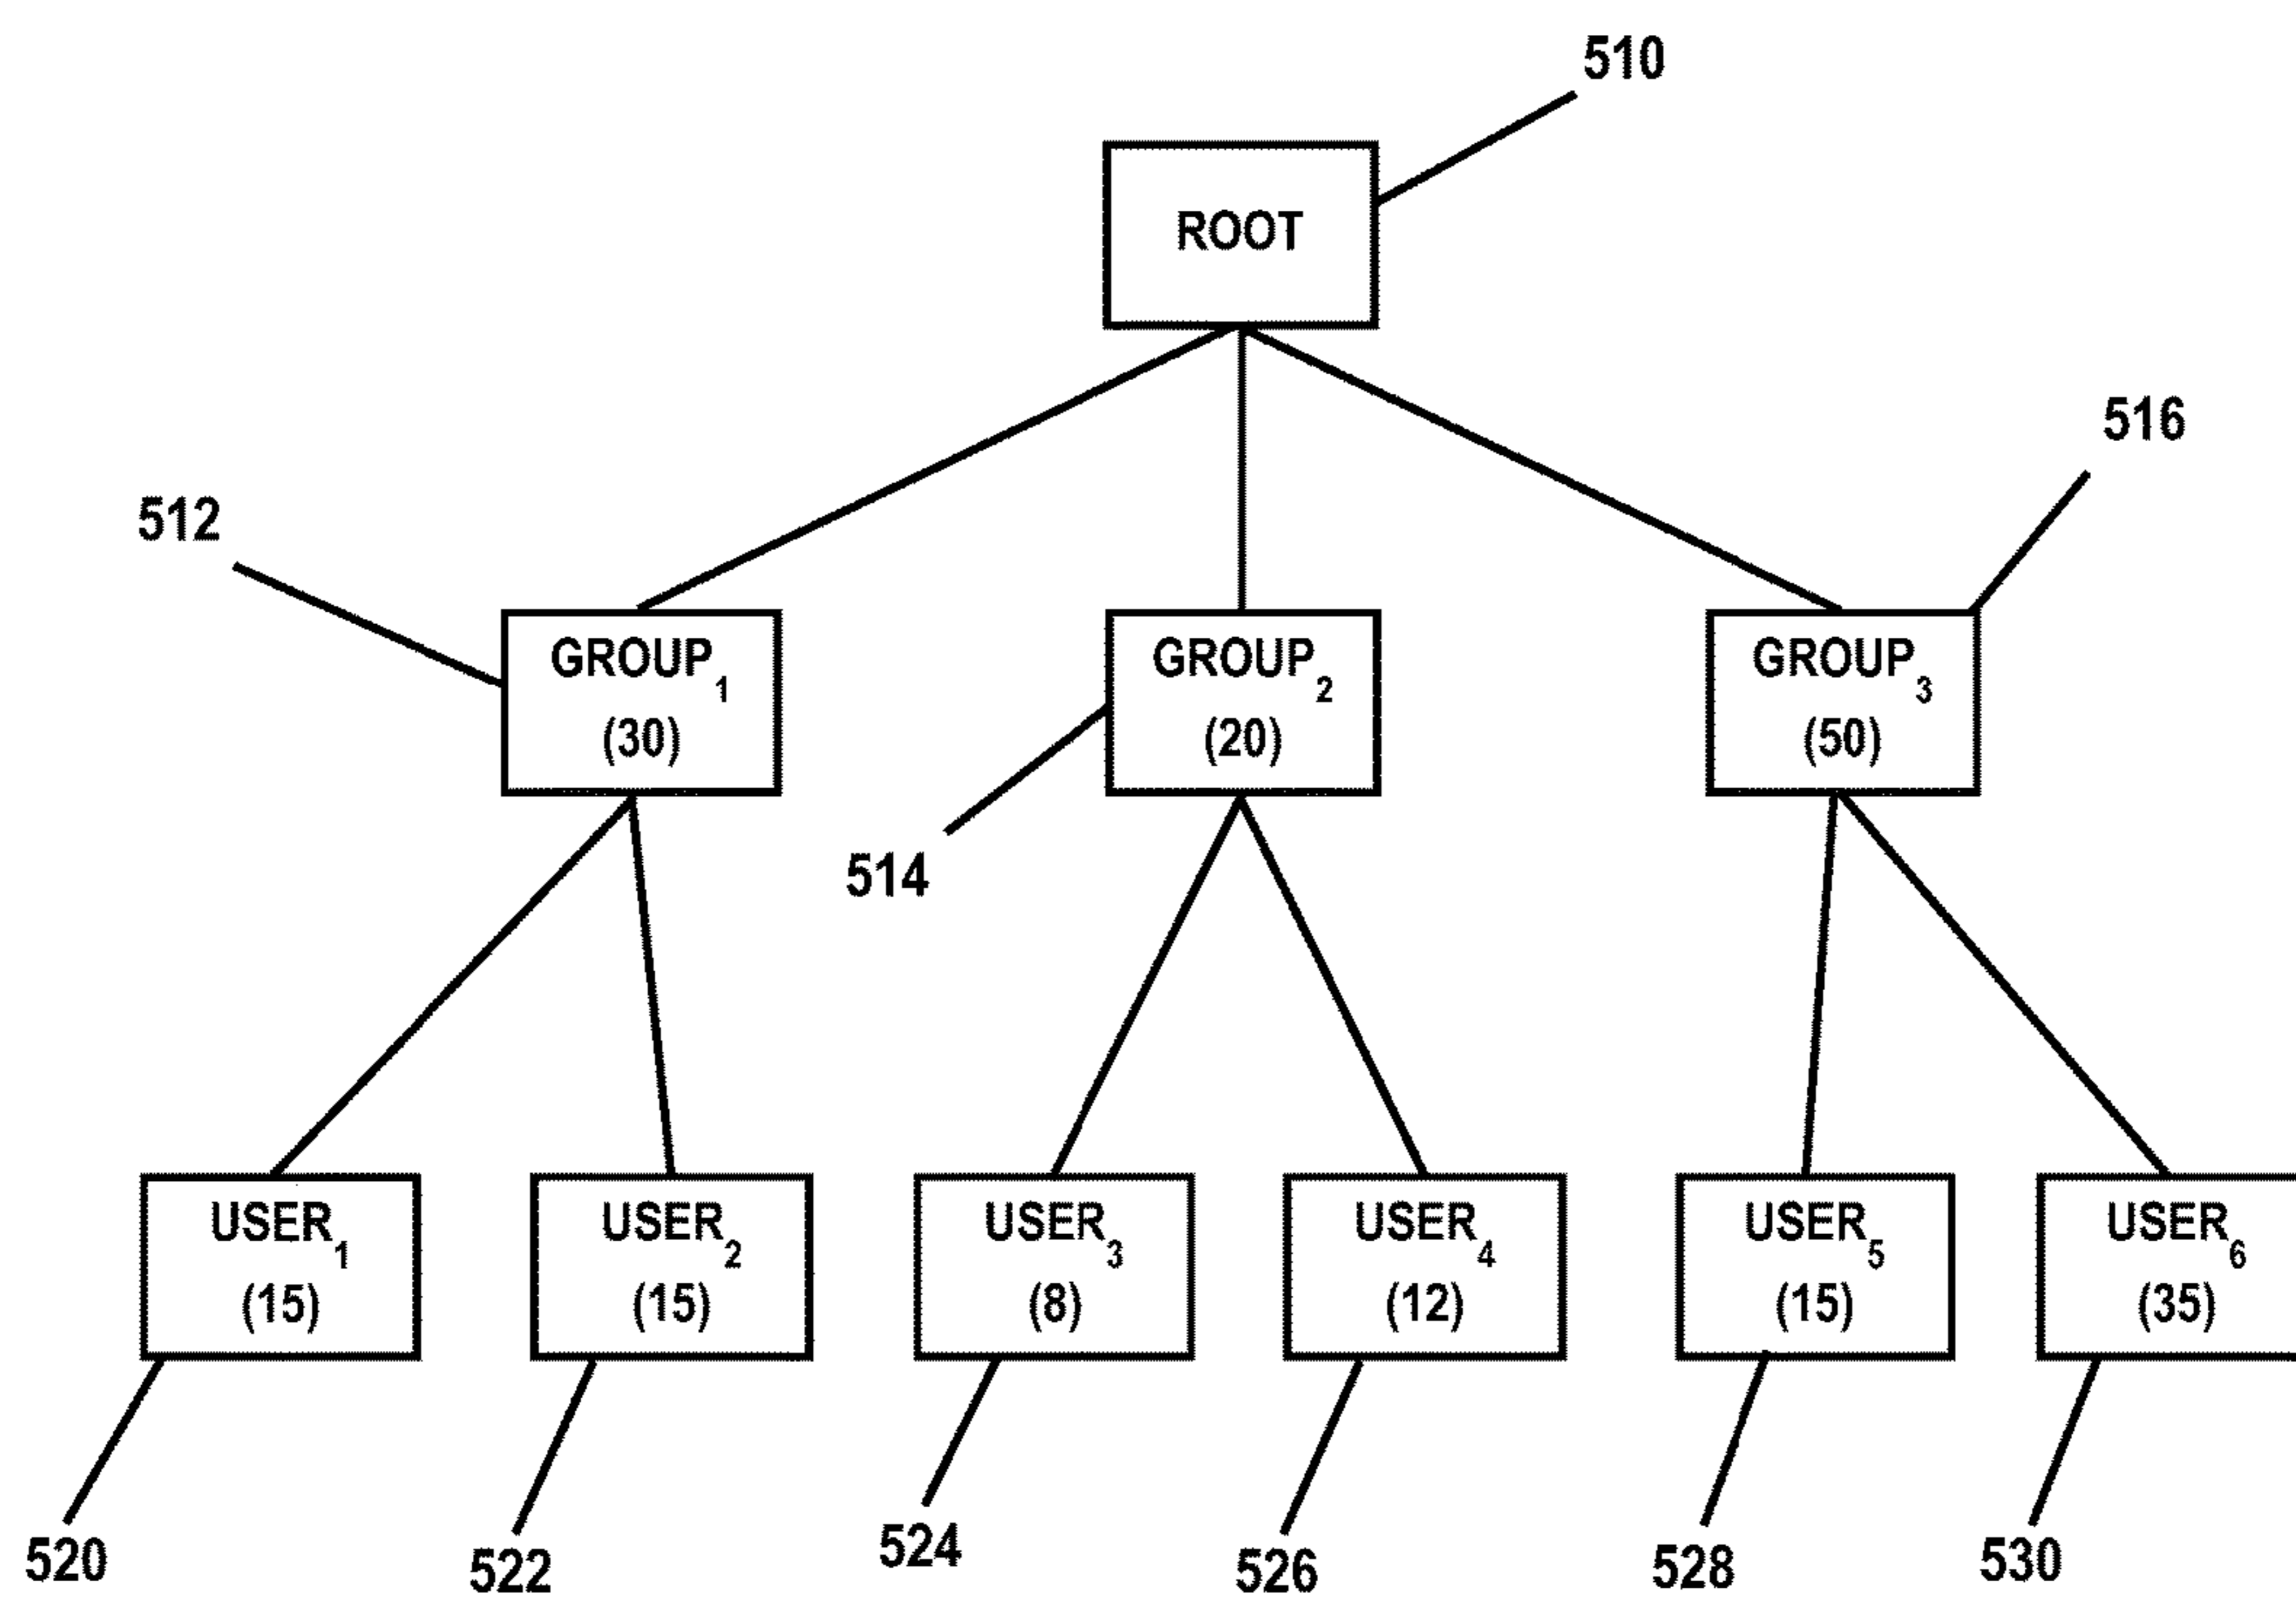 510
ROOT
516
512
GROUP1
(30)
GROUP2
(20)
GROUP3
(50)
514
USER1
(15)
USER2
(15)
USER3
(8)
USER4
(12)
USER5
(15)
USER6
(35)
520
522
524
526
528
530